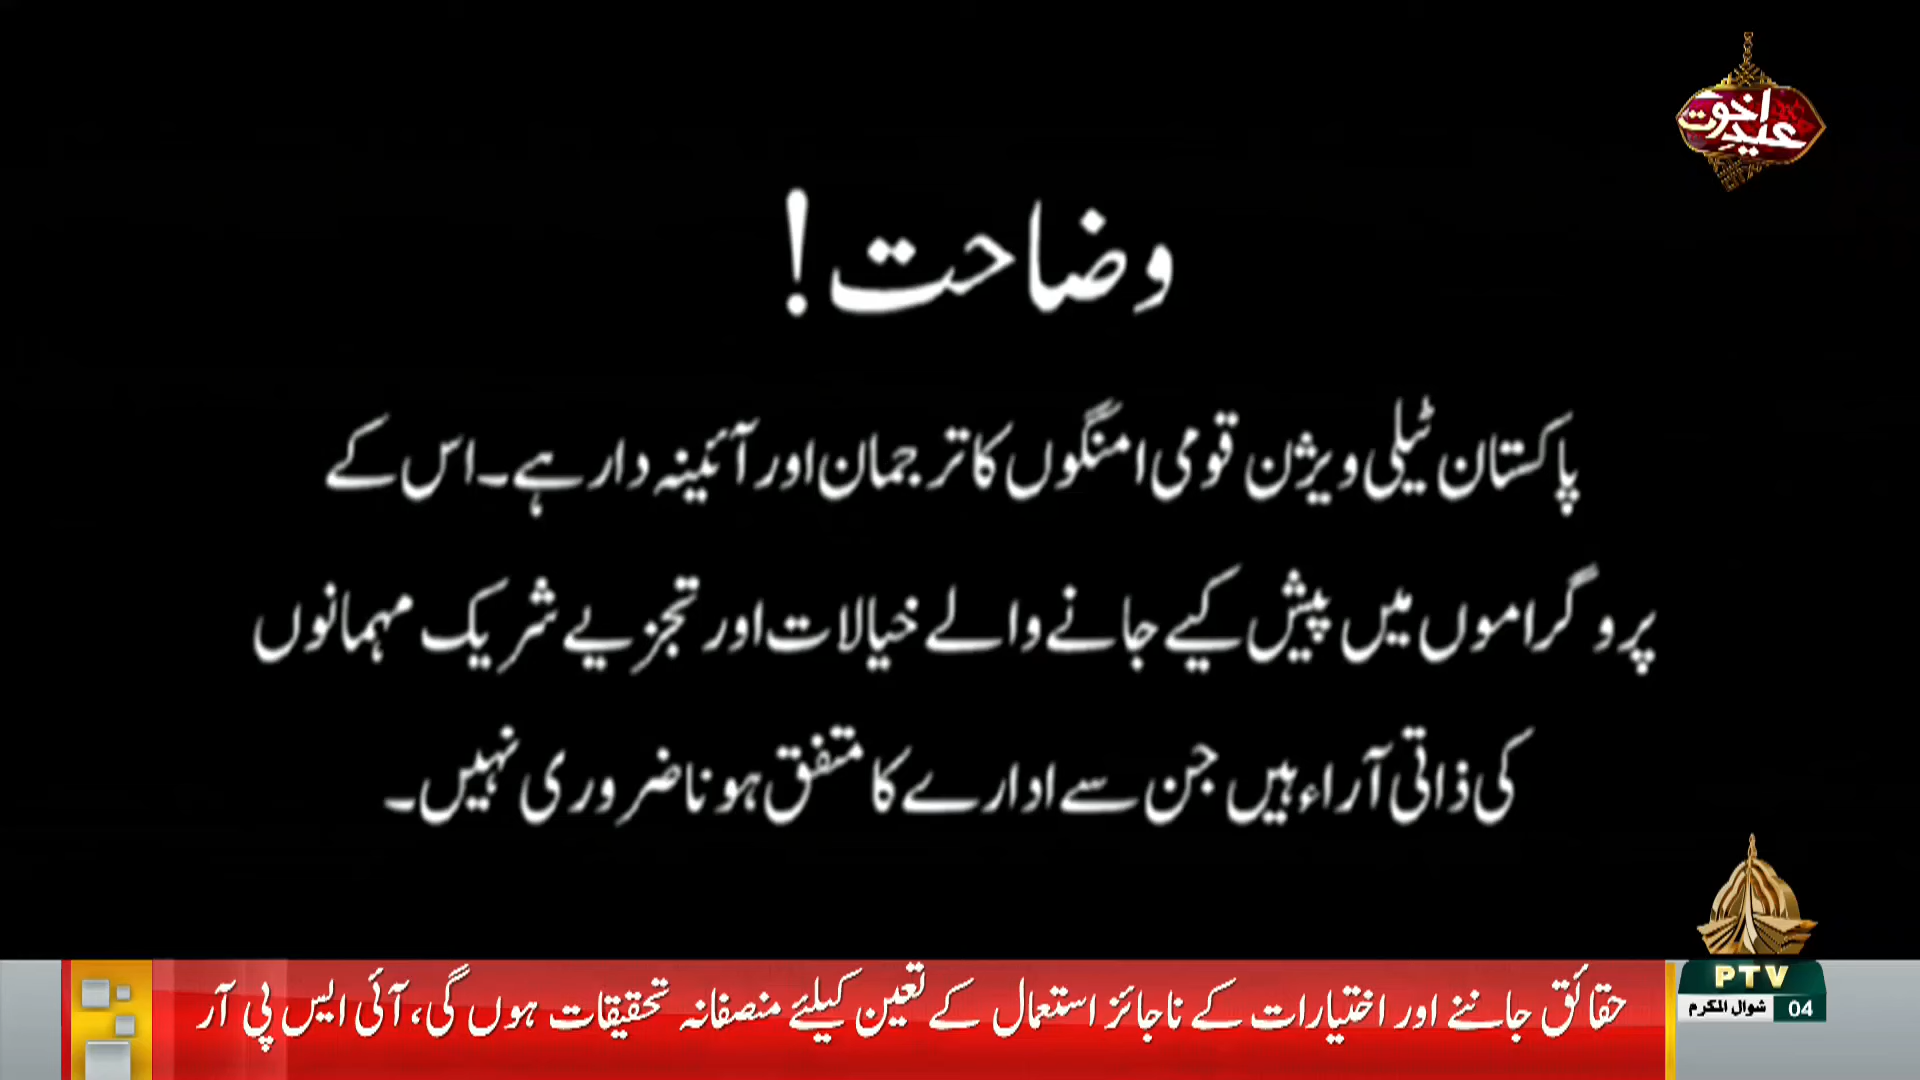 عید اخوت
وضاحت!
پاکستان ٹیلی ویژن قومی امنگوں کا ترجمان اور آئینہ دار ہے۔ اس کے
پروگراموں میں پیش کیے جانے والے خیالات اور تجزیے شریک مہمانوں
کی ذاتی آراء ہیں جن سے ادارے کا متفق ہونا ضروری نہیں۔
PTV
04 شوال المکرم
حقائق جاننے اور اختیارات کے ناجائز استعمال کے تعین کیلئے منصفانہ تحقیقات ہوں گی، آئی ایس پی آر